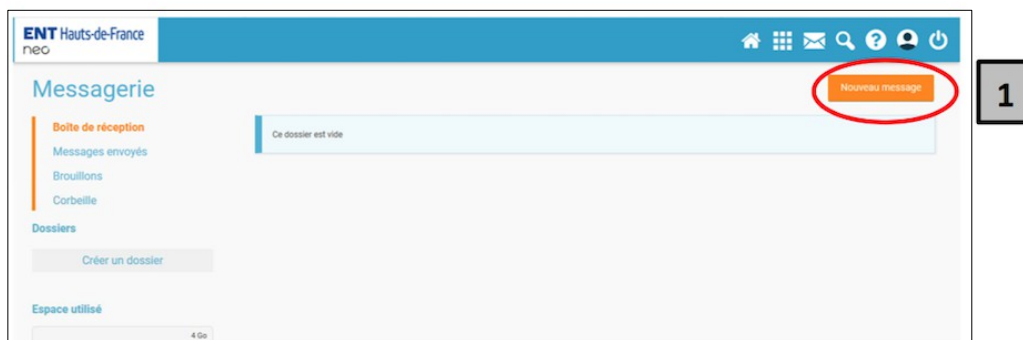 ENT Hauts-de-France
neo
Messagerie
Nouveau message
1
Boîte de réception
Ce dossier est vide
Messages envoyés
Brouillons
Corbeille
Dossiers
Créer un dossier
Espace utilisé
4 Go